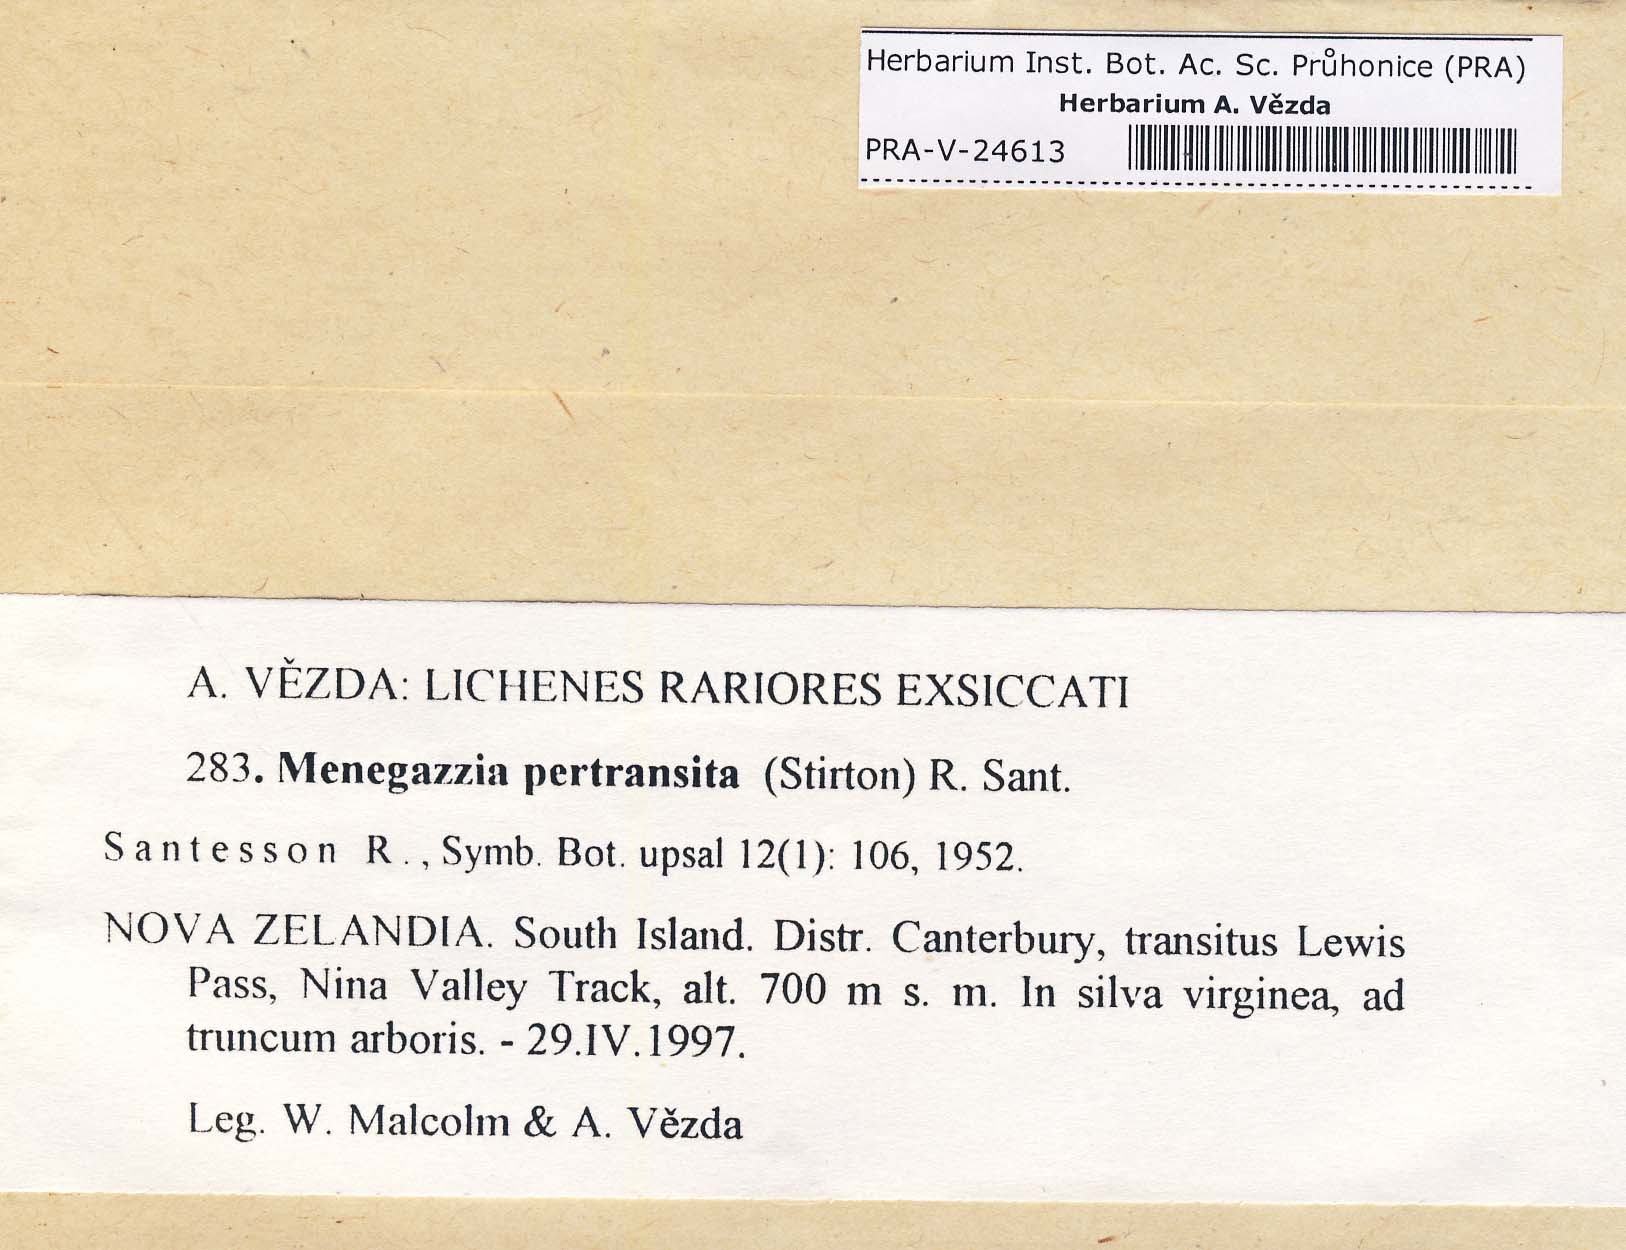 Herbarium Inst. Bot. Ac. Sc. Průhonice (PRA)
Herbarium A. Vězda
PRA-V-24613
A. VĚZDA: LICHENES RARIORES EXSICCATI
283. Menegazzia pertransita (Stirton) R. Sant.
Santesson R., Symb. Bot. upsal 12(1): 106, 1952.
NOVA ZELANDIA. South Island. Distr. Canterbury, transitus Lewis
Pass, Nina Valley Track, alt. 700 m s. m. In silva virginea, ad
truncum arboris. - 29.IV.1997.
Leg. W. Malcolm & A. Vězda